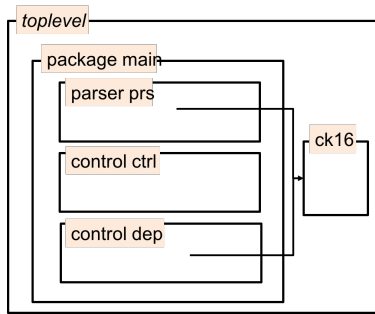 toplevel
package main
parser prs
ck16
control ctrl
control dep